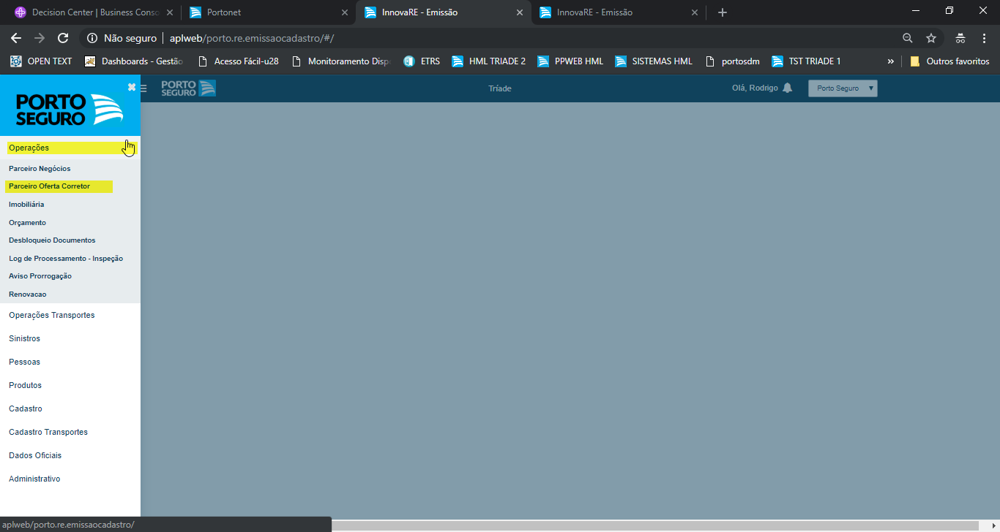 Decision Center | Business Conso
Portonet
InnovaRE - Emissão
InnovaRE - Emissão
Não seguro | aplweb/porto.re.emissaocadastro/#/
OPEN TEXT
Dashboards - Gestão
Acesso Fácil-u28
Monitoramento Dispo
ETRS
HML TRIADE 2
PPWEB HML
SISTEMAS HML
portosdm
TST TRIADE 1
»
Outros favoritos
PORTO
SEGURO
PORTO
SEGURO
Tríade
Olá, Rodrigo
Porto Seguro
Operações
Parceiro Negócios
Parceiro Oferta Corretor
Imobiliária
Orçamento
Desbloqueio Documentos
Log de Processamento - Inspeção
Aviso Prorrogação
Renovacao
Operações Transportes
Sinistros
Pessoas
Produtos
Cadastro
Cadastro Transportes
Dados Oficiais
Administrativo
aplweb/porto.re.emissaocadastro/